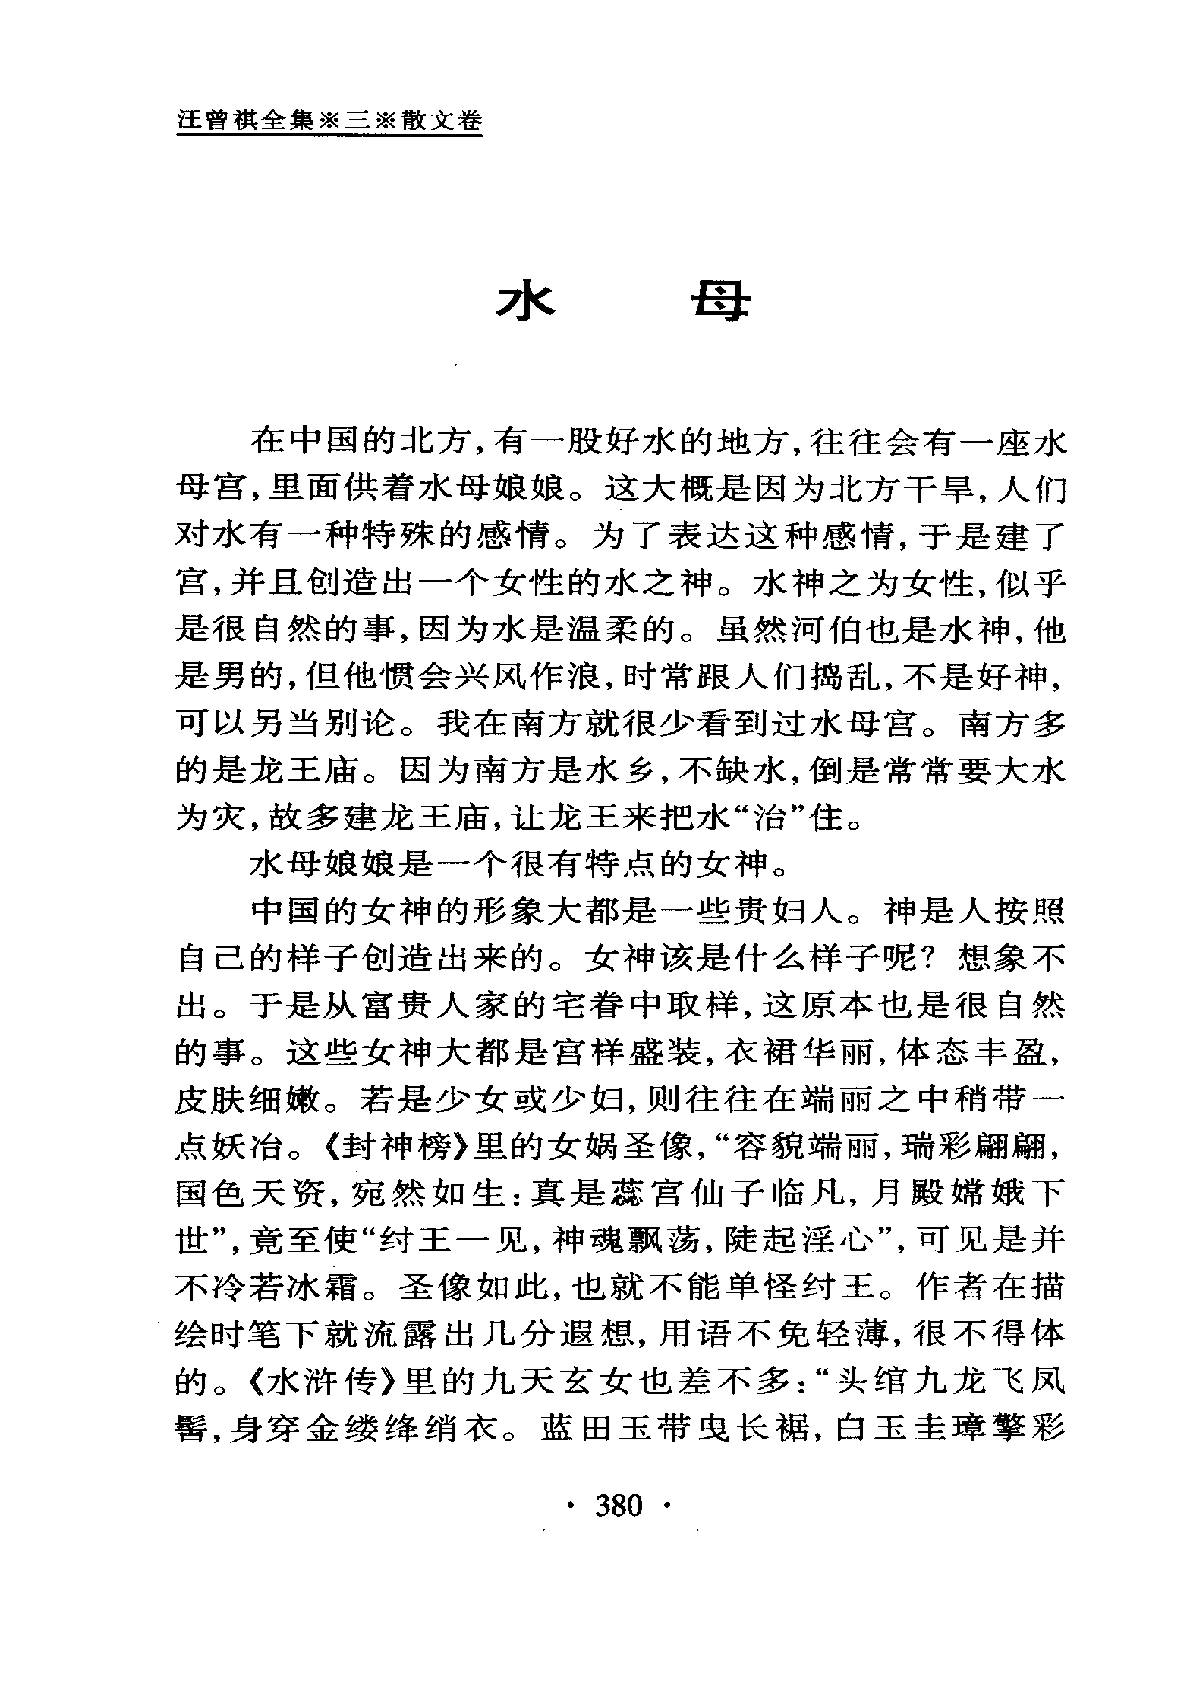 汪曾祺全集※三※散文卷
水 母
在中国的北方,有一股好水的地方,往往会有一座水
母宫,里面供着水母娘娘。这大概是因为北方干旱,人们
对水有一种特殊的感情。为了表达这种感情,于是建了
宫,并且创造出一个女性的水之神。水神之为女性,似乎
是很自然的事,因为水是温柔的。虽然河伯也是水神,他
是男的,但他惯会兴风作浪,时常跟人们捣乱,不是好神,
可以另当别论。我在南方就很少看到过水母宫。南方多
的是龙王庙。因为南方是水乡,不缺水,倒是常常要大水
为灾,故多建龙王庙,让龙王来把水“治”住。
水母娘娘是一个很有特点的女神。
中国的女神的形象大都是一些贵妇人。神是人按照
自己的样子创造出来的。女神该是什么样子呢?想象不
出。于是从富贵人家的宅眷中取样,这原本也是很自然
的事。这些女神大都是宫样盛装,衣裙华丽,体态丰盈,
皮肤细嫩。若是少女或少妇,则往往在端丽之中稍带一
点妖冶。《封神榜》里的女娲圣像,“容貌端丽,瑞彩翩翩,
国色天资,宛然如生:真是蕊宫仙子临凡,月殿嫦娥下
世”,竟至使“纣王一见,神魂飘荡,陡起淫心”,可见是并
不冷若冰霜。圣像如此,也就不能单怪纣王。作者在描
绘时笔下就流露出几分遐想,用语不免轻薄,很不得体
的。《水浒传》里的九天玄女也差不多:“头绾九龙飞凤
髻,身穿金缕绛绡衣。蓝田玉带曳长裾,白玉圭璋擎彩
· 380 ·